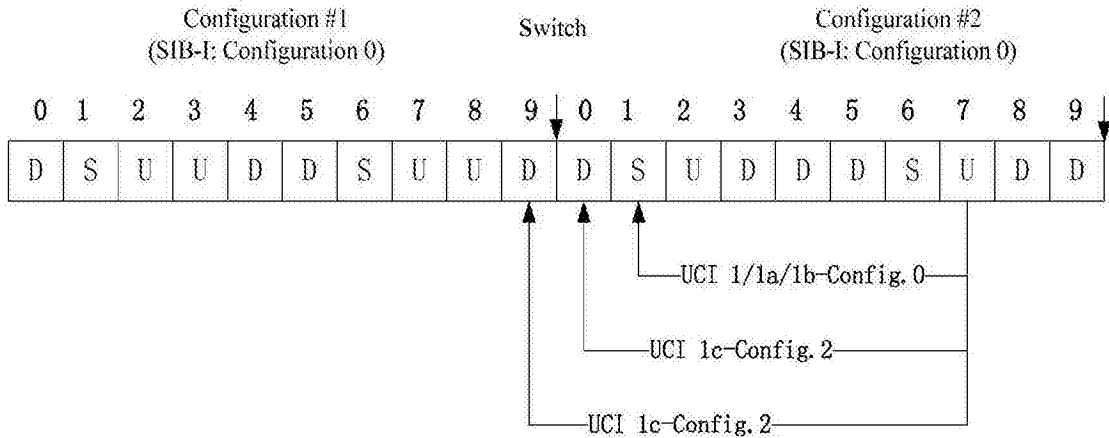 Configuration #1
(SIB-I: Configuration 0)
Switch
Configuration #2
(SIB-I: Configuration 0)
0 1 2 3 4 5 6 7 8 9 0 1 2 3 4 5 6 7 8 9
D S U U D D S U U D D S U D D D S U D D
UCI 1/1a/1b-Config.0
UCI 1c-Config.2
UCI 1c-Config.2